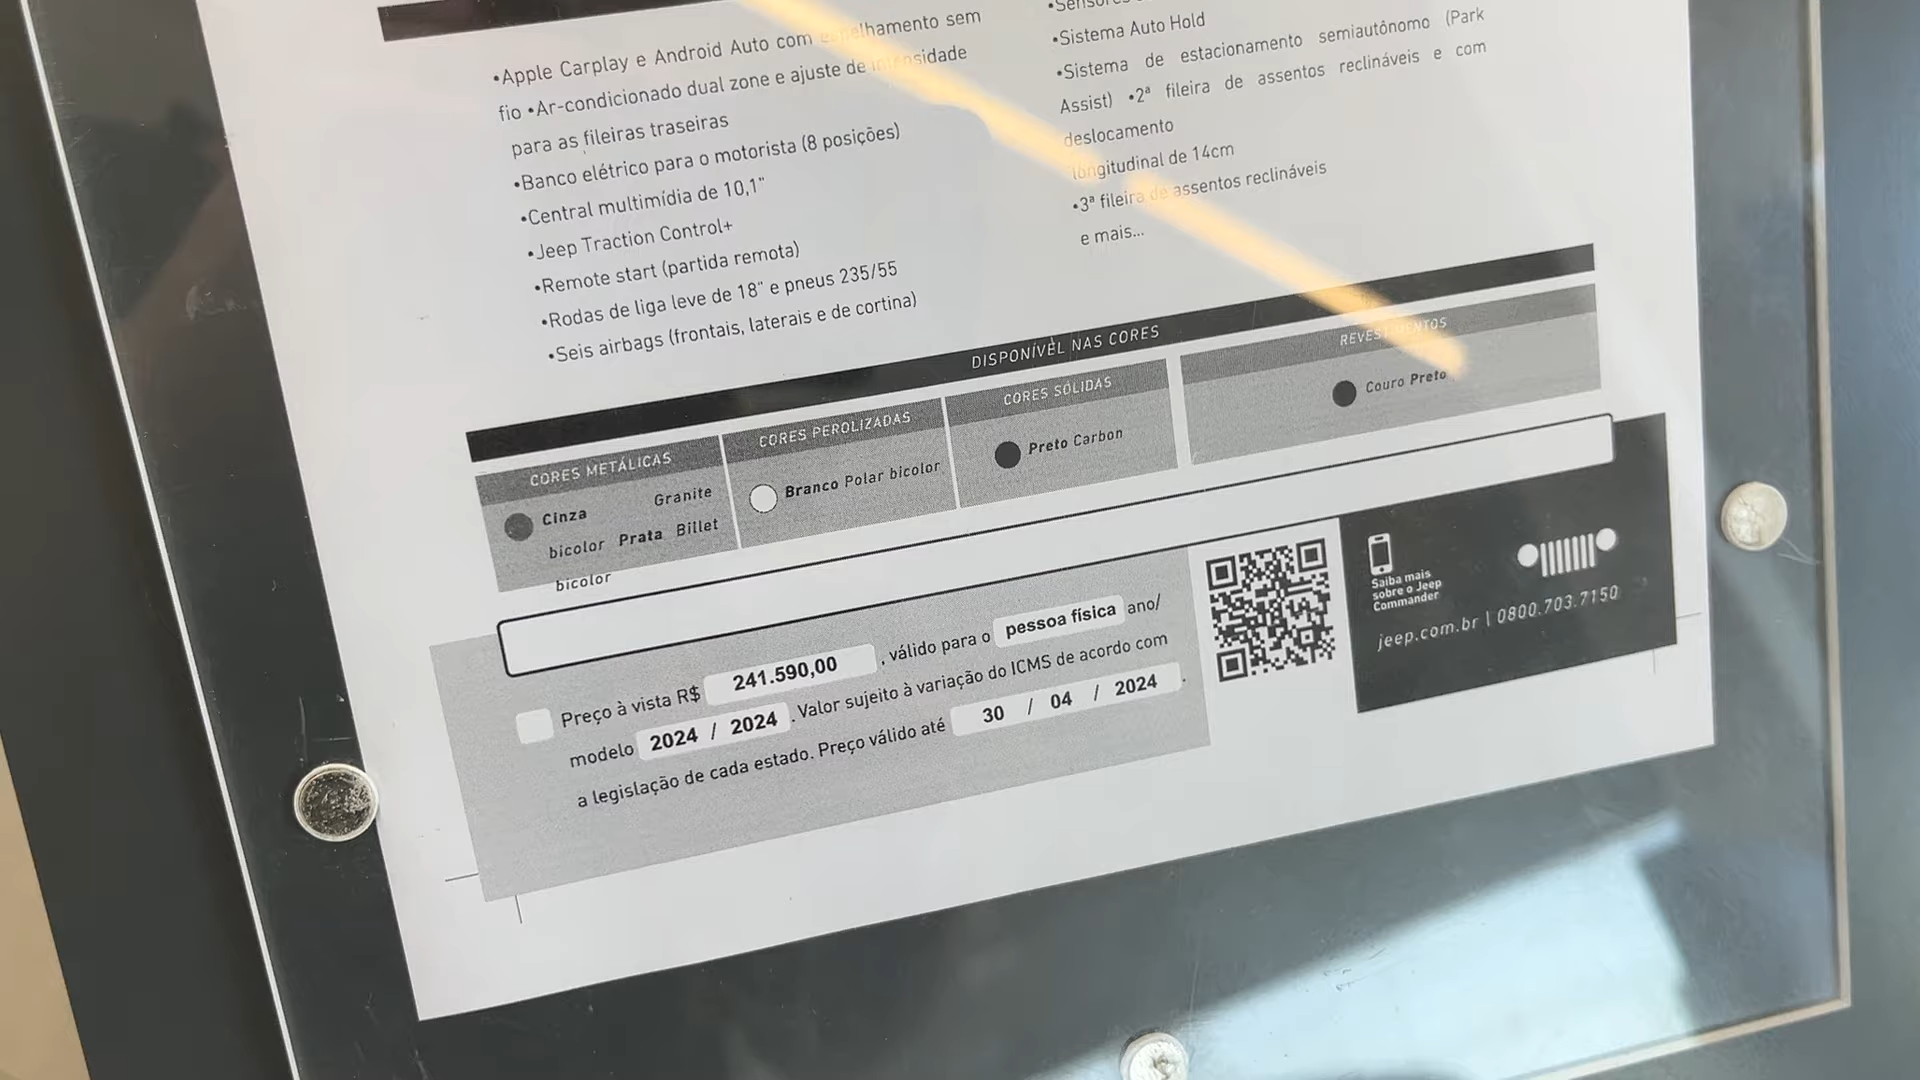 •Apple Carplay e Android Auto com espelhamento sem
fio •Ar-condicionado dual zone e ajuste de intensidade
para as fileiras traseiras
•Banco elétrico para o motorista (8 posições)
•Central multimídia de 10,1"
•Jeep Traction Control+
•Remote start (partida remota)
•Rodas de liga leve de 18" e pneus 235/55
•Seis airbags (frontais, laterais e de cortina)
•Sistema Auto Hold
•Sistema de estacionamento semiautônomo (Park
Assist) •2ª fileira de assentos reclináveis e com
deslocamento
longitudinal de 14cm
•3ª fileira de assentos reclináveis
e mais...
DISPONÍVEL NAS CORES
CORES METÁLICAS
Cinza Granite
bicolor Prata Billet
bicolor
CORES PEROLIZADAS
Branco Polar bicolor
CORES SÓLIDAS
Preto Carbon
REVESTIMENTOS
Couro Preto
Preço à vista R$ 241.590,00 , válido para o pessoa física ano/
modelo 2024 / 2024 . Valor sujeito à variação do ICMS de acordo com
a legislação de cada estado. Preço válido até 30 / 04 / 2024 .
Saiba mais
sobre o Jeep
Commander
jeep.com.br | 0800.703.7150